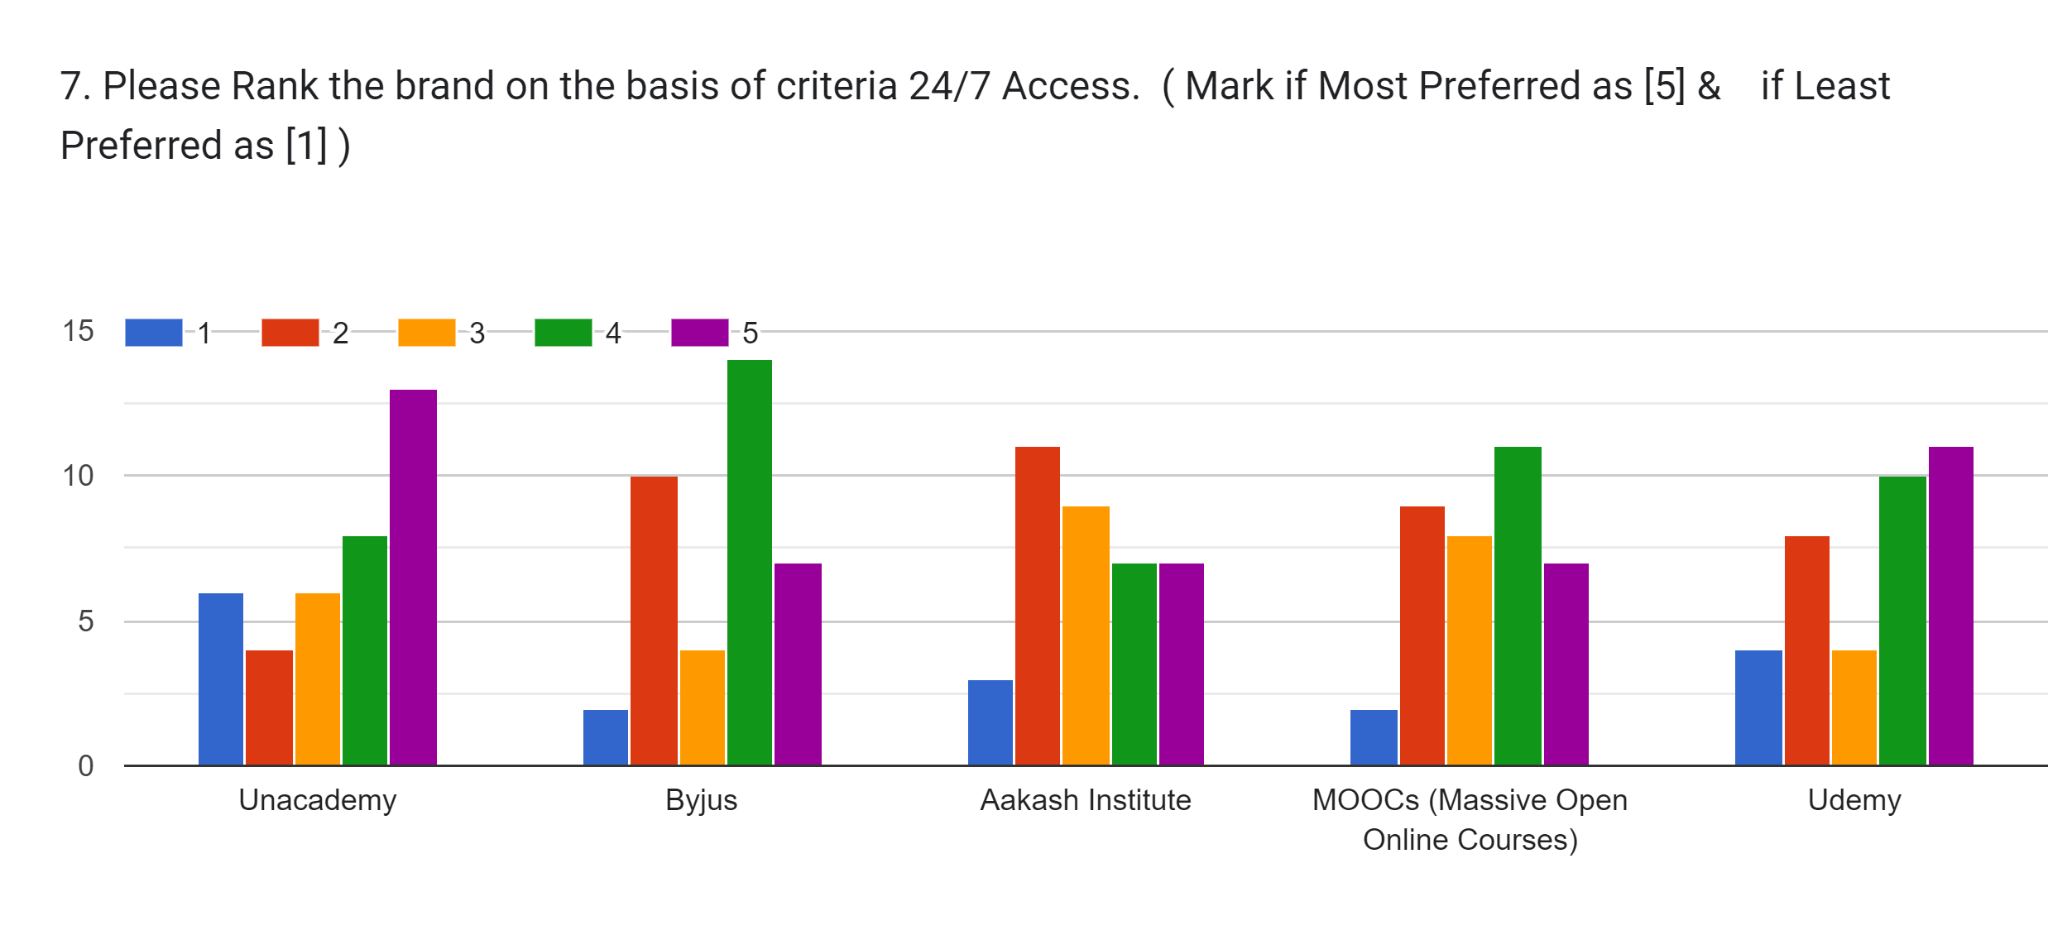 7. Please Rank the brand on the basis of criteria 24/7 Access.  ( Mark if Most Preferred as [5] &    if Least
Preferred as [1] )
15
1
2
3
4
5
10
5
0
Unacademy
Byjus
Aakash Institute
MOOCs (Massive Open
Online Courses)
Udemy